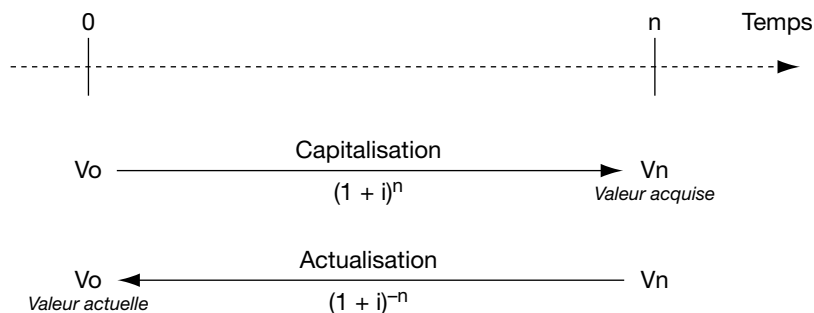 0 n Temps
Capitalisation
Vo Vn
(1 + i)^n Valeur acquise
Actualisation
Vo Vn
Valeur actuelle (1 + i)^–n